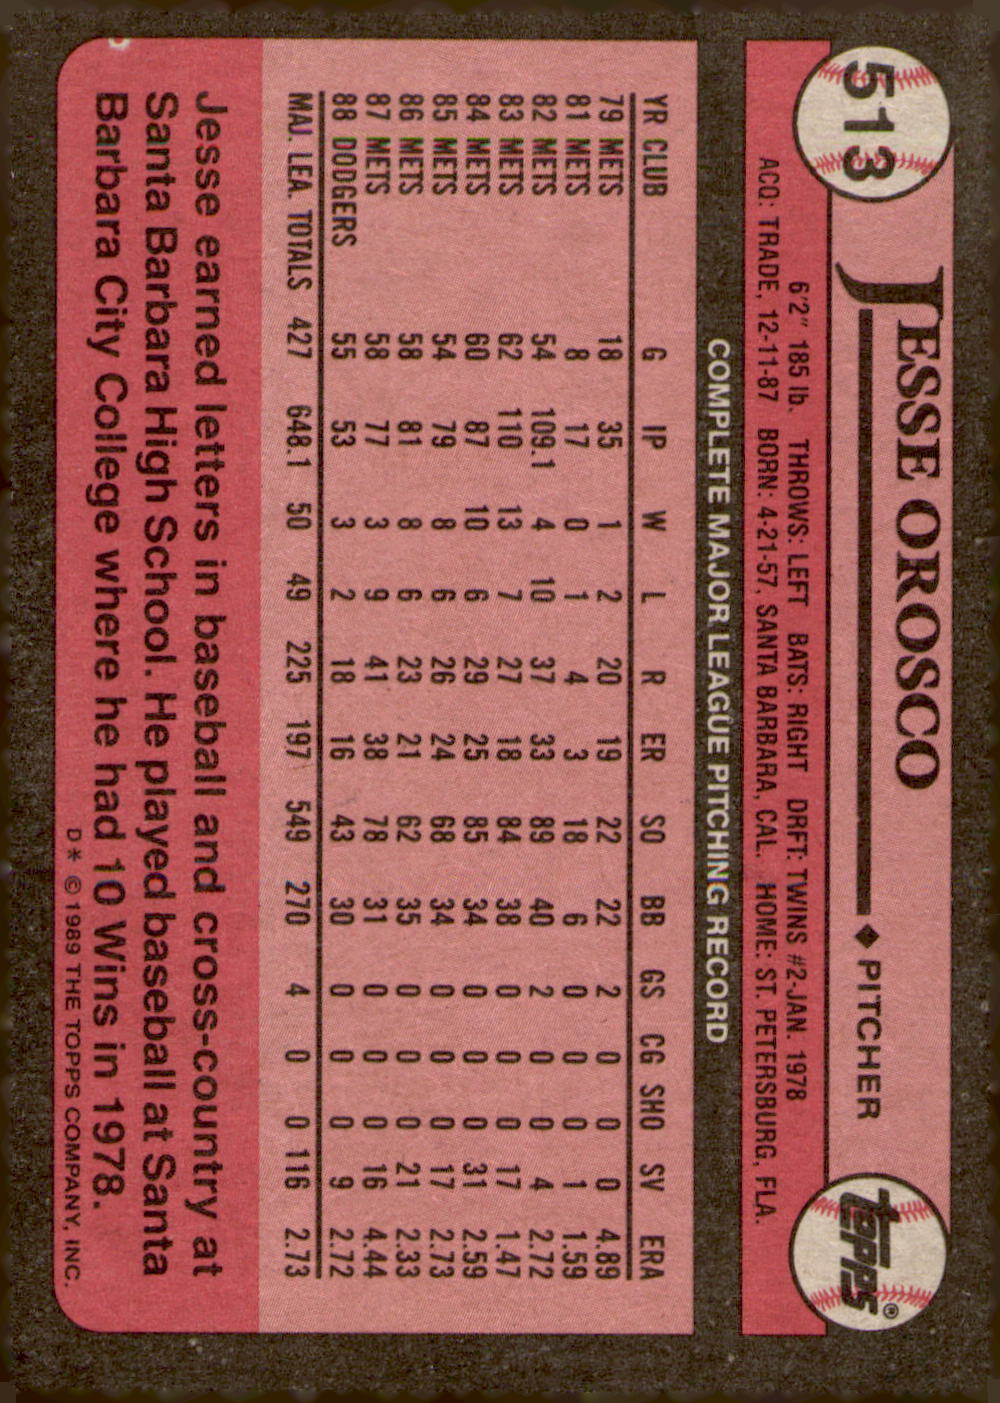 513
JESSE OROSCO ◆ PITCHER
Topps®
6'2" 185 lb. THROWS: LEFT BATS: RIGHT DRFT: TWINS #2-JAN. 1978
ACQ: TRADE, 12-11-87 BORN: 4-21-57, SANTA BARBARA, CAL. HOME: ST. PETERSBURG, FLA.
COMPLETE MAJOR LEAGUE PITCHING RECORD
YR CLUB G IP W L R ER SO BB GS CG SHO SV ERA
79 METS 18 35 1 2 20 19 22 22 2 0 0 0 4.89
81 METS 8 17 0 1 4 3 18 6 0 0 0 1 1.59
82 METS 54 109.1 4 10 37 33 89 40 2 0 0 4 2.72
83 METS 62 110 13 7 27 18 84 38 0 0 0 17 1.47
84 METS 60 87 10 6 29 25 85 34 0 0 0 31 2.59
85 METS 54 79 8 6 26 24 68 34 0 0 0 17 2.73
86 METS 58 81 8 6 23 21 62 35 0 0 0 21 2.33
87 METS 58 77 3 9 41 38 78 31 0 0 0 16 4.44
88 DODGERS 55 53 3 2 18 16 43 30 0 0 0 9 2.72
MAJ. LEA. TOTALS 427 648.1 50 49 225 197 549 270 4 0 0 116 2.73
Jesse earned letters in baseball and cross-country at
Santa Barbara High School. He played baseball at Santa
Barbara City College where he had 10 Wins in 1978.
D* © 1989 THE TOPPS COMPANY, INC.